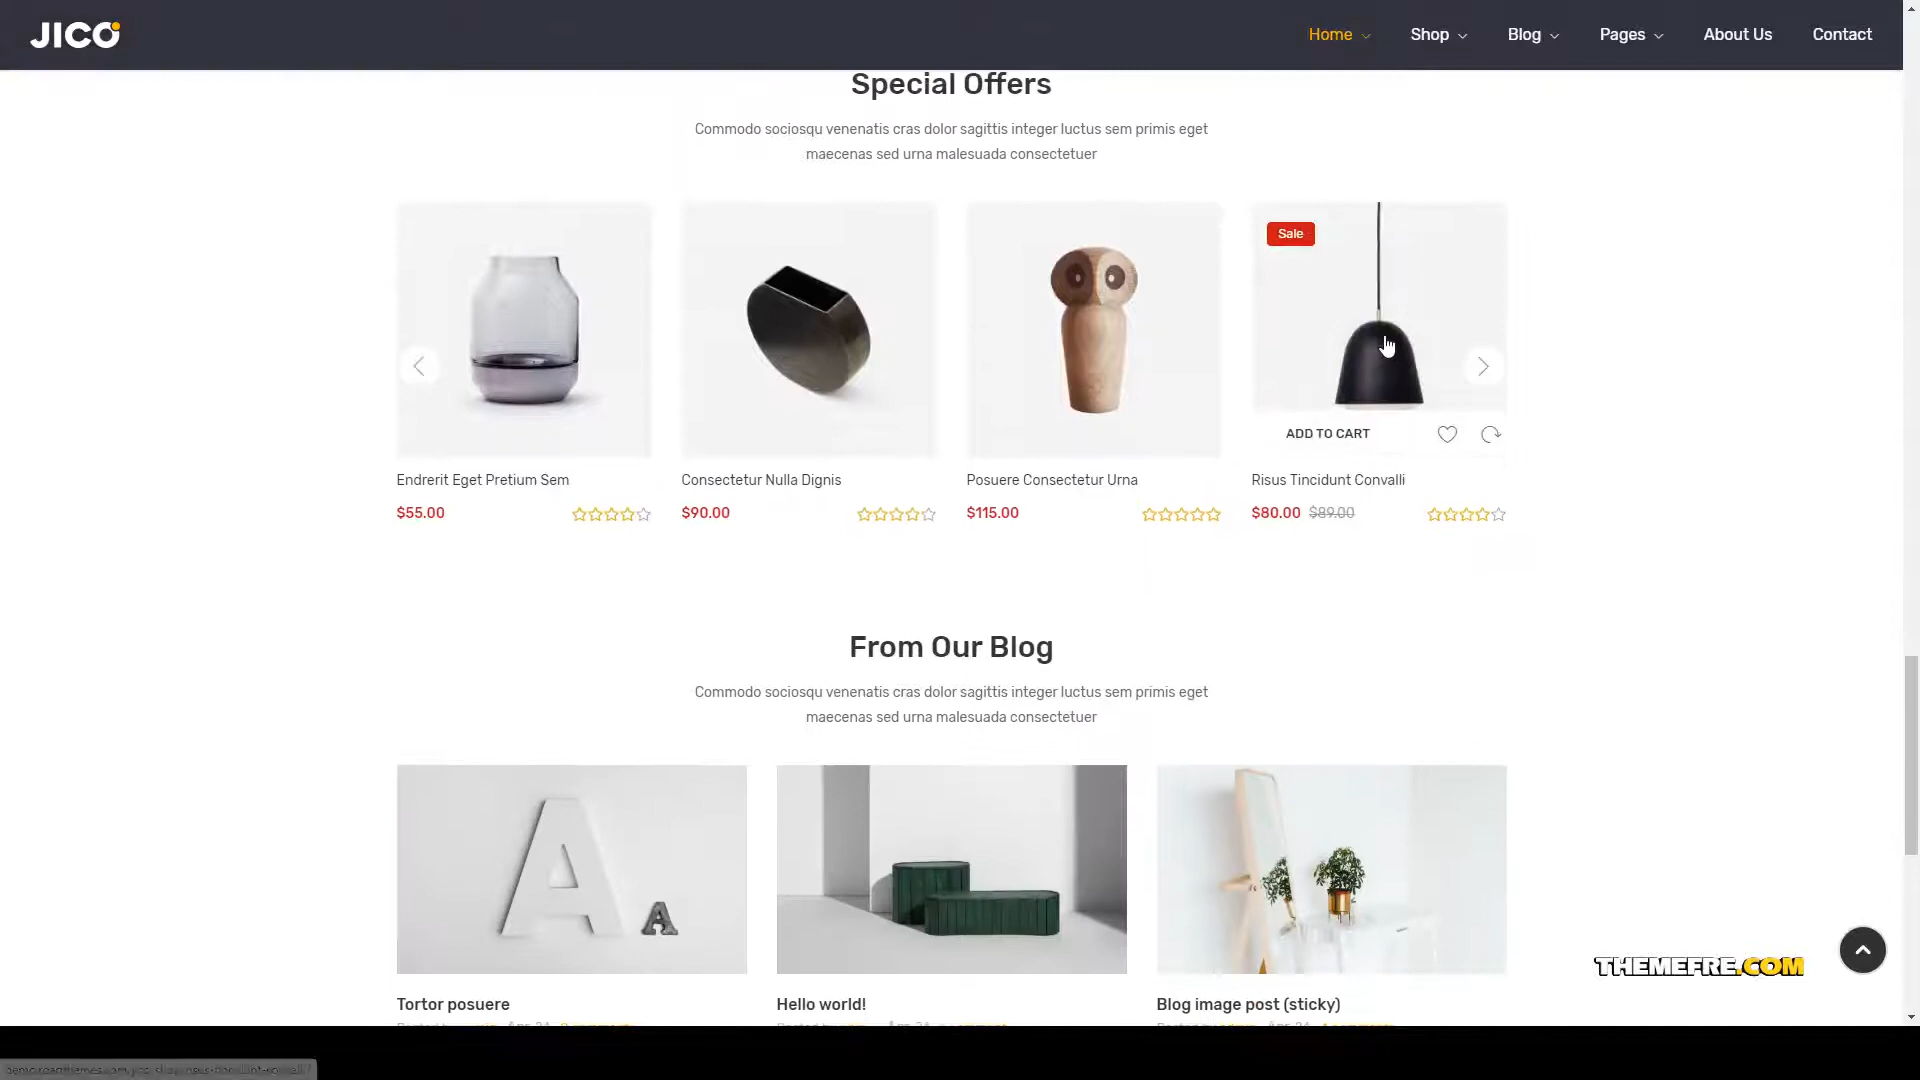 JICO
Home Shop Blog Pages About Us Contact
Special Offers
Commodo sociosqu venenatis cras dolor sagittis integer luctus sem primis eget
maecenas sed urna malesuada consectetuer
Sale
ADD TO CART
Endrerit Eget Pretium Sem
$55.00
Consectetur Nulla Dignis
$90.00
Posuere Consectetur Urna
$115.00
Risus Tincidunt Convalli
$80.00 $89.00
From Our Blog
Commodo sociosqu venenatis cras dolor sagittis integer luctus sem primis eget
maecenas sed urna malesuada consectetuer
A A
THEMEFRE.COM
Tortor posuere
Hello world!
Blog image post (sticky)